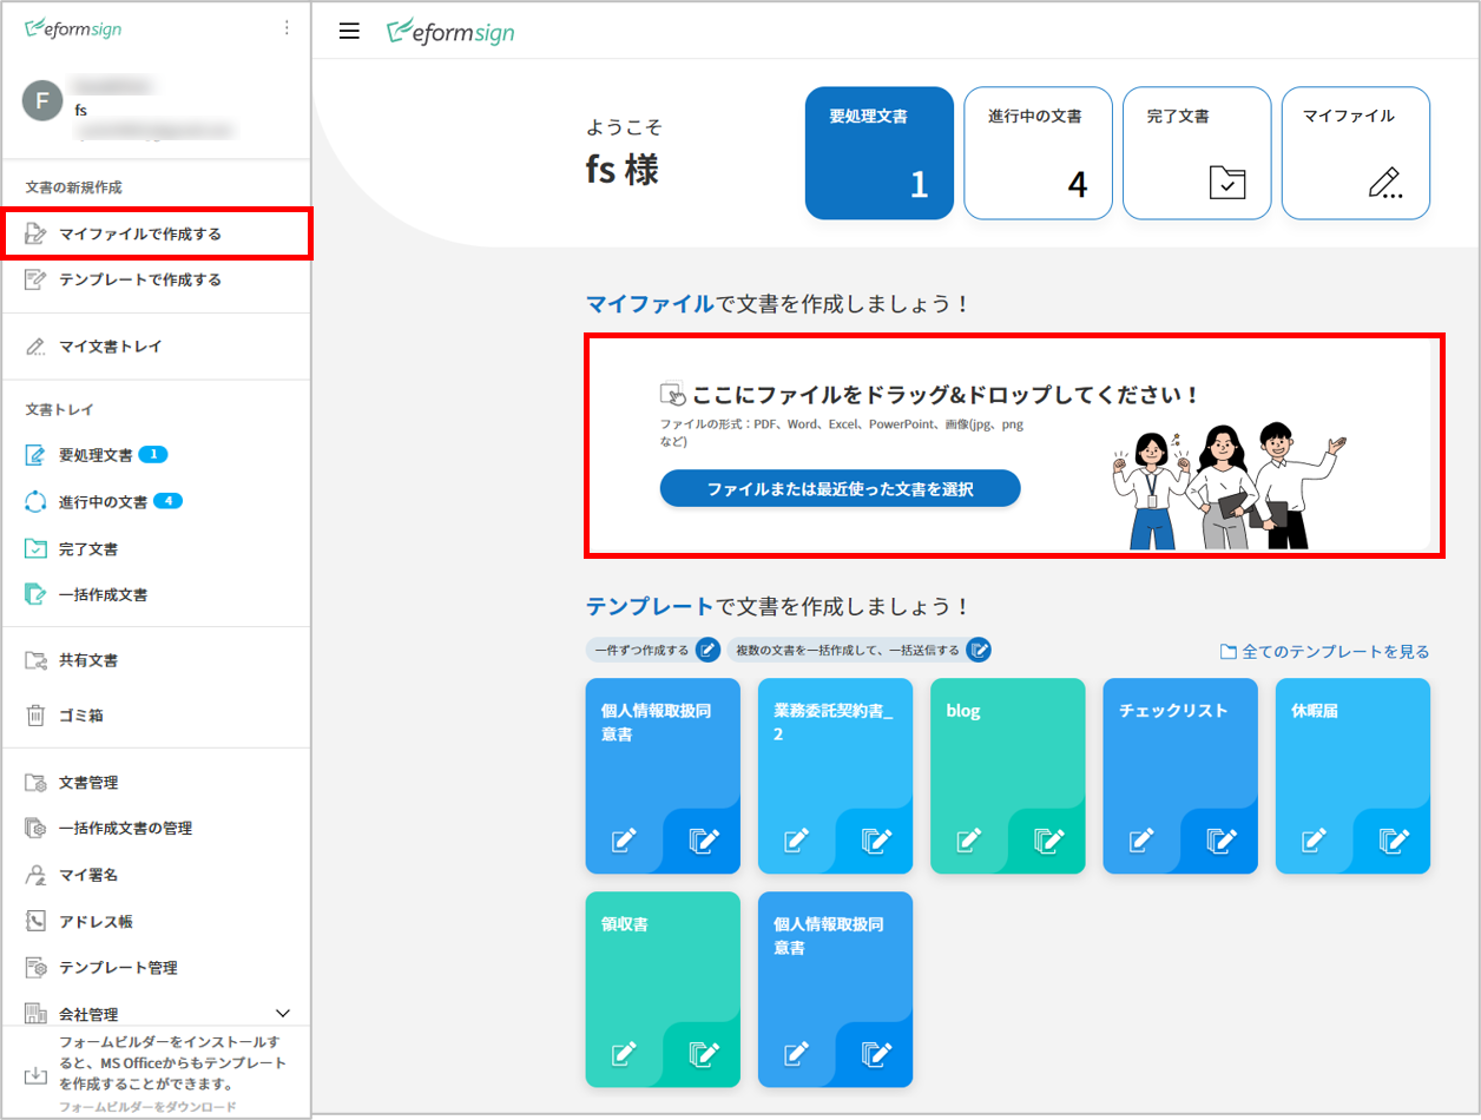 eformsign
F
fs
文書の新規作成
マイファイルで作成する
テンプレートで作成する
マイ文書トレイ
文書トレイ
要処理文書 1
進行中の文書 4
完了文書
一括作成文書
共有文書
ゴミ箱
文書管理
一括作成文書の管理
マイ署名
アドレス帳
テンプレート管理
会社管理
フォームビルダーをインストールす
ると、MS Officeからもテンプレート
を作成することができます。
フォームビルダーをダウンロード
eformsign
ようこそ
fs 様
要処理文書
1
進行中の文書
4
完了文書
マイファイル
マイファイルで文書を作成しましょう！
ここにファイルをドラッグ&ドロップしてください！
ファイルの形式：PDF、Word、Excel、PowerPoint、画像(jpg、png
など)
ファイルまたは最近使った文書を選択
テンプレートで文書を作成しましょう！
一件ずつ作成する
複数の文書を一括作成して、一括送信する
全てのテンプレートを見る
個人情報取扱同
意書
業務委託契約書_
2
blog
チェックリスト
休暇届
領収書
個人情報取扱同
意書